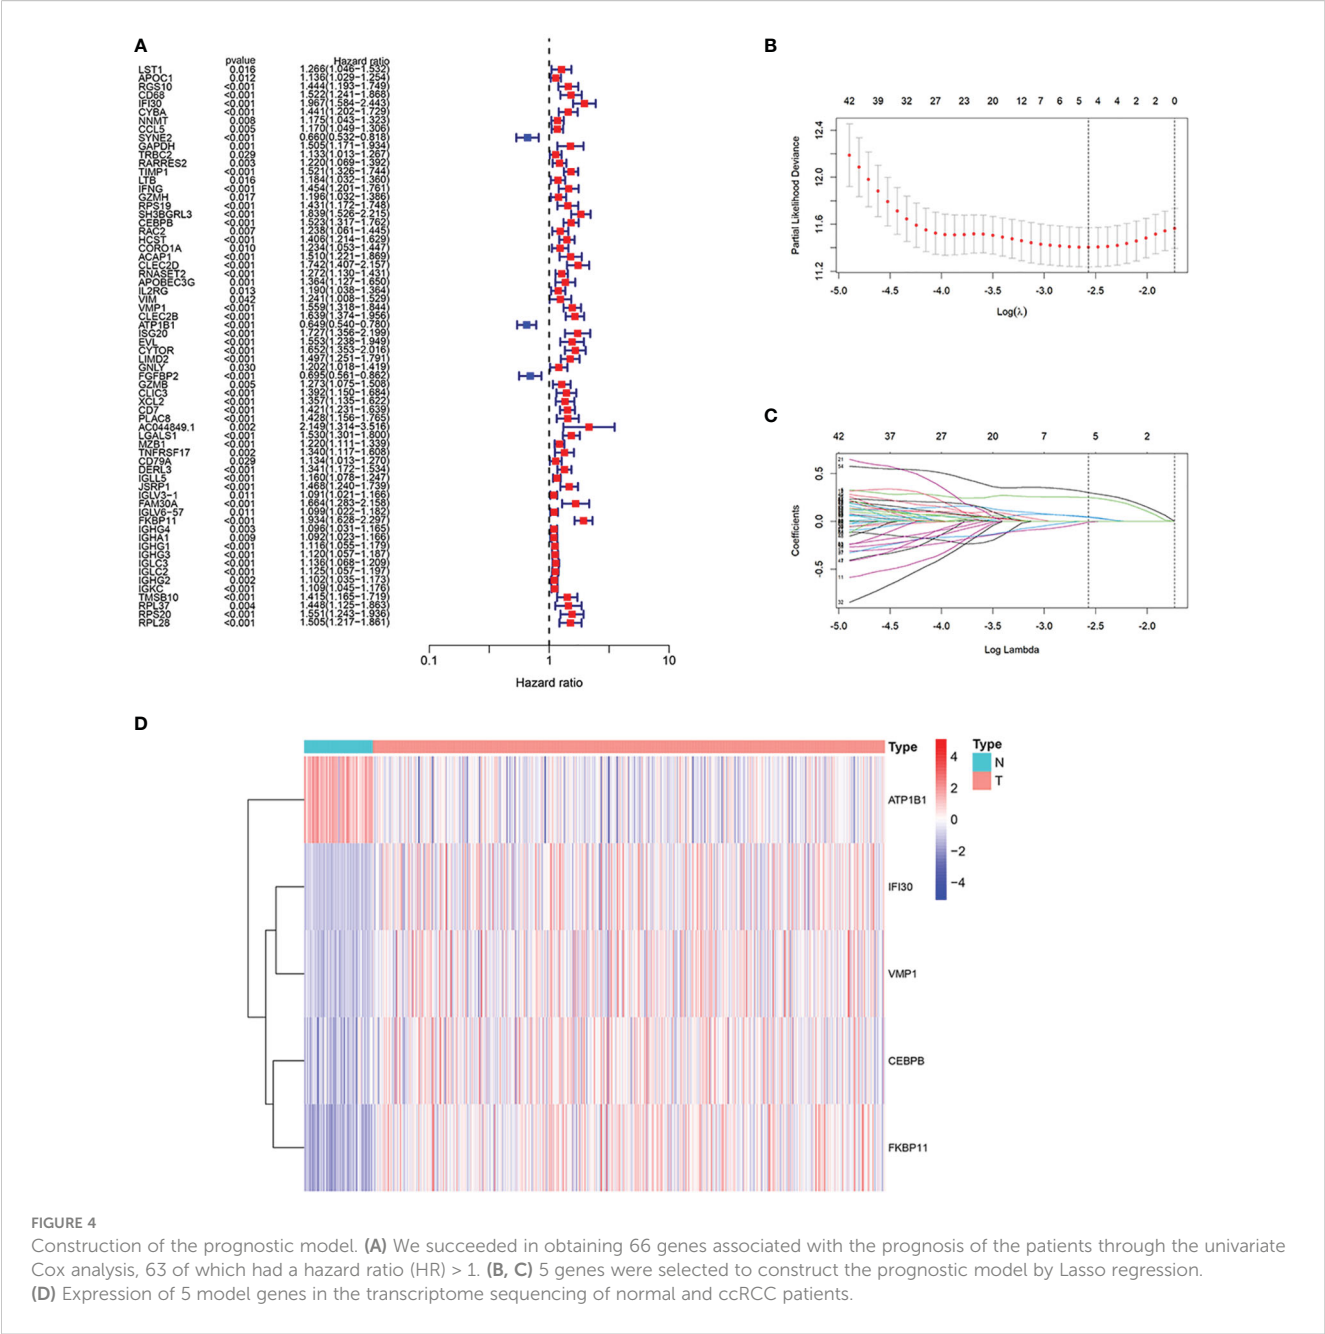 A
pvalue Hazard ratio
LST1 0.016 1.266(1.046−1.532)
APOC1 0.012 1.136(1.029−1.254)
RGS10 <0.001 1.444(1.193−1.749)
CD68 <0.001 1.522(1.241−1.868)
IFI30 <0.001 1.967(1.584−2.443)
CYBA <0.001 1.441(1.202−1.729)
NNMT 0.008 1.175(1.043−1.323)
CCL5 0.005 1.170(1.049−1.306)
SYNE2 <0.001 0.660(0.532−0.818)
GAPDH 0.001 1.505(1.171−1.934)
TRBC2 0.029 1.133(1.013−1.267)
RARRES2 0.003 1.220(1.069−1.392)
TIMP1 <0.001 1.521(1.326−1.744)
LTB 0.016 1.184(1.032−1.360)
IFNG <0.001 1.454(1.201−1.761)
GZMH 0.017 1.196(1.032−1.386)
RPS19 <0.001 1.431(1.172−1.748)
SH3BGRL3 <0.001 1.839(1.526−2.215)
CEBPB <0.001 1.523(1.317−1.762)
RAC2 0.007 1.238(1.061−1.445)
HCST <0.001 1.406(1.214−1.629)
CORO1A 0.010 1.234(1.053−1.447)
ACAP1 <0.001 1.510(1.221−1.869)
CLEC2D <0.001 1.742(1.407−2.157)
RNASET2 <0.001 1.272(1.130−1.431)
APOBEC3G 0.001 1.364(1.127−1.650)
IL2RG 0.013 1.190(1.038−1.364)
VIM 0.042 1.241(1.008−1.529)
VMP1 <0.001 1.559(1.318−1.844)
CLEC2B <0.001 1.639(1.374−1.956)
ATP1B1 <0.001 0.649(0.540−0.780)
ISG20 <0.001 1.727(1.356−2.199)
EVL <0.001 1.553(1.238−1.949)
CYTOR <0.001 1.652(1.353−2.016)
LIMD2 <0.001 1.497(1.251−1.791)
GNLY 0.030 1.202(1.018−1.419)
FGFBP2 <0.001 0.695(0.561−0.862)
GZMB 0.005 1.273(1.075−1.508)
CLIC3 <0.001 1.392(1.150−1.684)
XCL2 <0.001 1.357(1.135−1.622)
CD7 <0.001 1.421(1.231−1.639)
PLAC8 <0.001 1.428(1.156−1.765)
AC044849.1 0.002 2.149(1.314−3.516)
LGALS1 <0.001 1.530(1.301−1.800)
MZB1 <0.001 1.220(1.111−1.339)
TNFRSF17 0.002 1.340(1.117−1.608)
CD79A 0.029 1.134(1.013−1.270)
DERL3 <0.001 1.341(1.172−1.534)
IGLL5 <0.001 1.160(1.078−1.247)
JSRP1 <0.001 1.468(1.240−1.739)
IGLV3−1 0.011 1.091(1.021−1.166)
FAM30A <0.001 1.664(1.283−2.158)
IGLV6−57 0.011 1.099(1.022−1.182)
FKBP11 <0.001 1.934(1.628−2.297)
IGHG4 0.003 1.096(1.031−1.165)
IGHA1 0.009 1.092(1.023−1.166)
IGHG1 <0.001 1.116(1.055−1.179)
IGHG3 <0.001 1.120(1.057−1.187)
IGLC3 <0.001 1.136(1.068−1.209)
IGLC2 <0.001 1.125(1.057−1.197)
IGHG2 0.002 1.102(1.035−1.173)
IGKC <0.001 1.109(1.045−1.176)
TMSB10 <0.001 1.415(1.165−1.719)
RPL37 0.004 1.448(1.125−1.863)
RPS20 <0.001 1.551(1.243−1.936)
RPL28 <0.001 1.505(1.217−1.861)
0.1 1 10
Hazard ratio
B
42 39 32 27 23 20 12 7 6 5 4 4 2 2 0
Partial Likelihood Deviance
12.4
12.0
11.6
11.2
-5.0 -4.5 -4.0 -3.5 -3.0 -2.5 -2.0
Log(λ)
C
42 37 27 20 7 5 2
Coefficients
0.5
0.0
-0.5
-5.0 -4.5 -4.0 -3.5 -3.0 -2.5 -2.0
Log Lambda
D
Type
ATP1B1
IFI30
VMP1
CEBPB
FKBP11
4
2
0
−2
−4
Type
N
T
FIGURE 4
Construction of the prognostic model. (A) We succeeded in obtaining 66 genes associated with the prognosis of the patients through the univariate
Cox analysis, 63 of which had a hazard ratio (HR) > 1. (B, C) 5 genes were selected to construct the prognostic model by Lasso regression.
(D) Expression of 5 model genes in the transcriptome sequencing of normal and ccRCC patients.